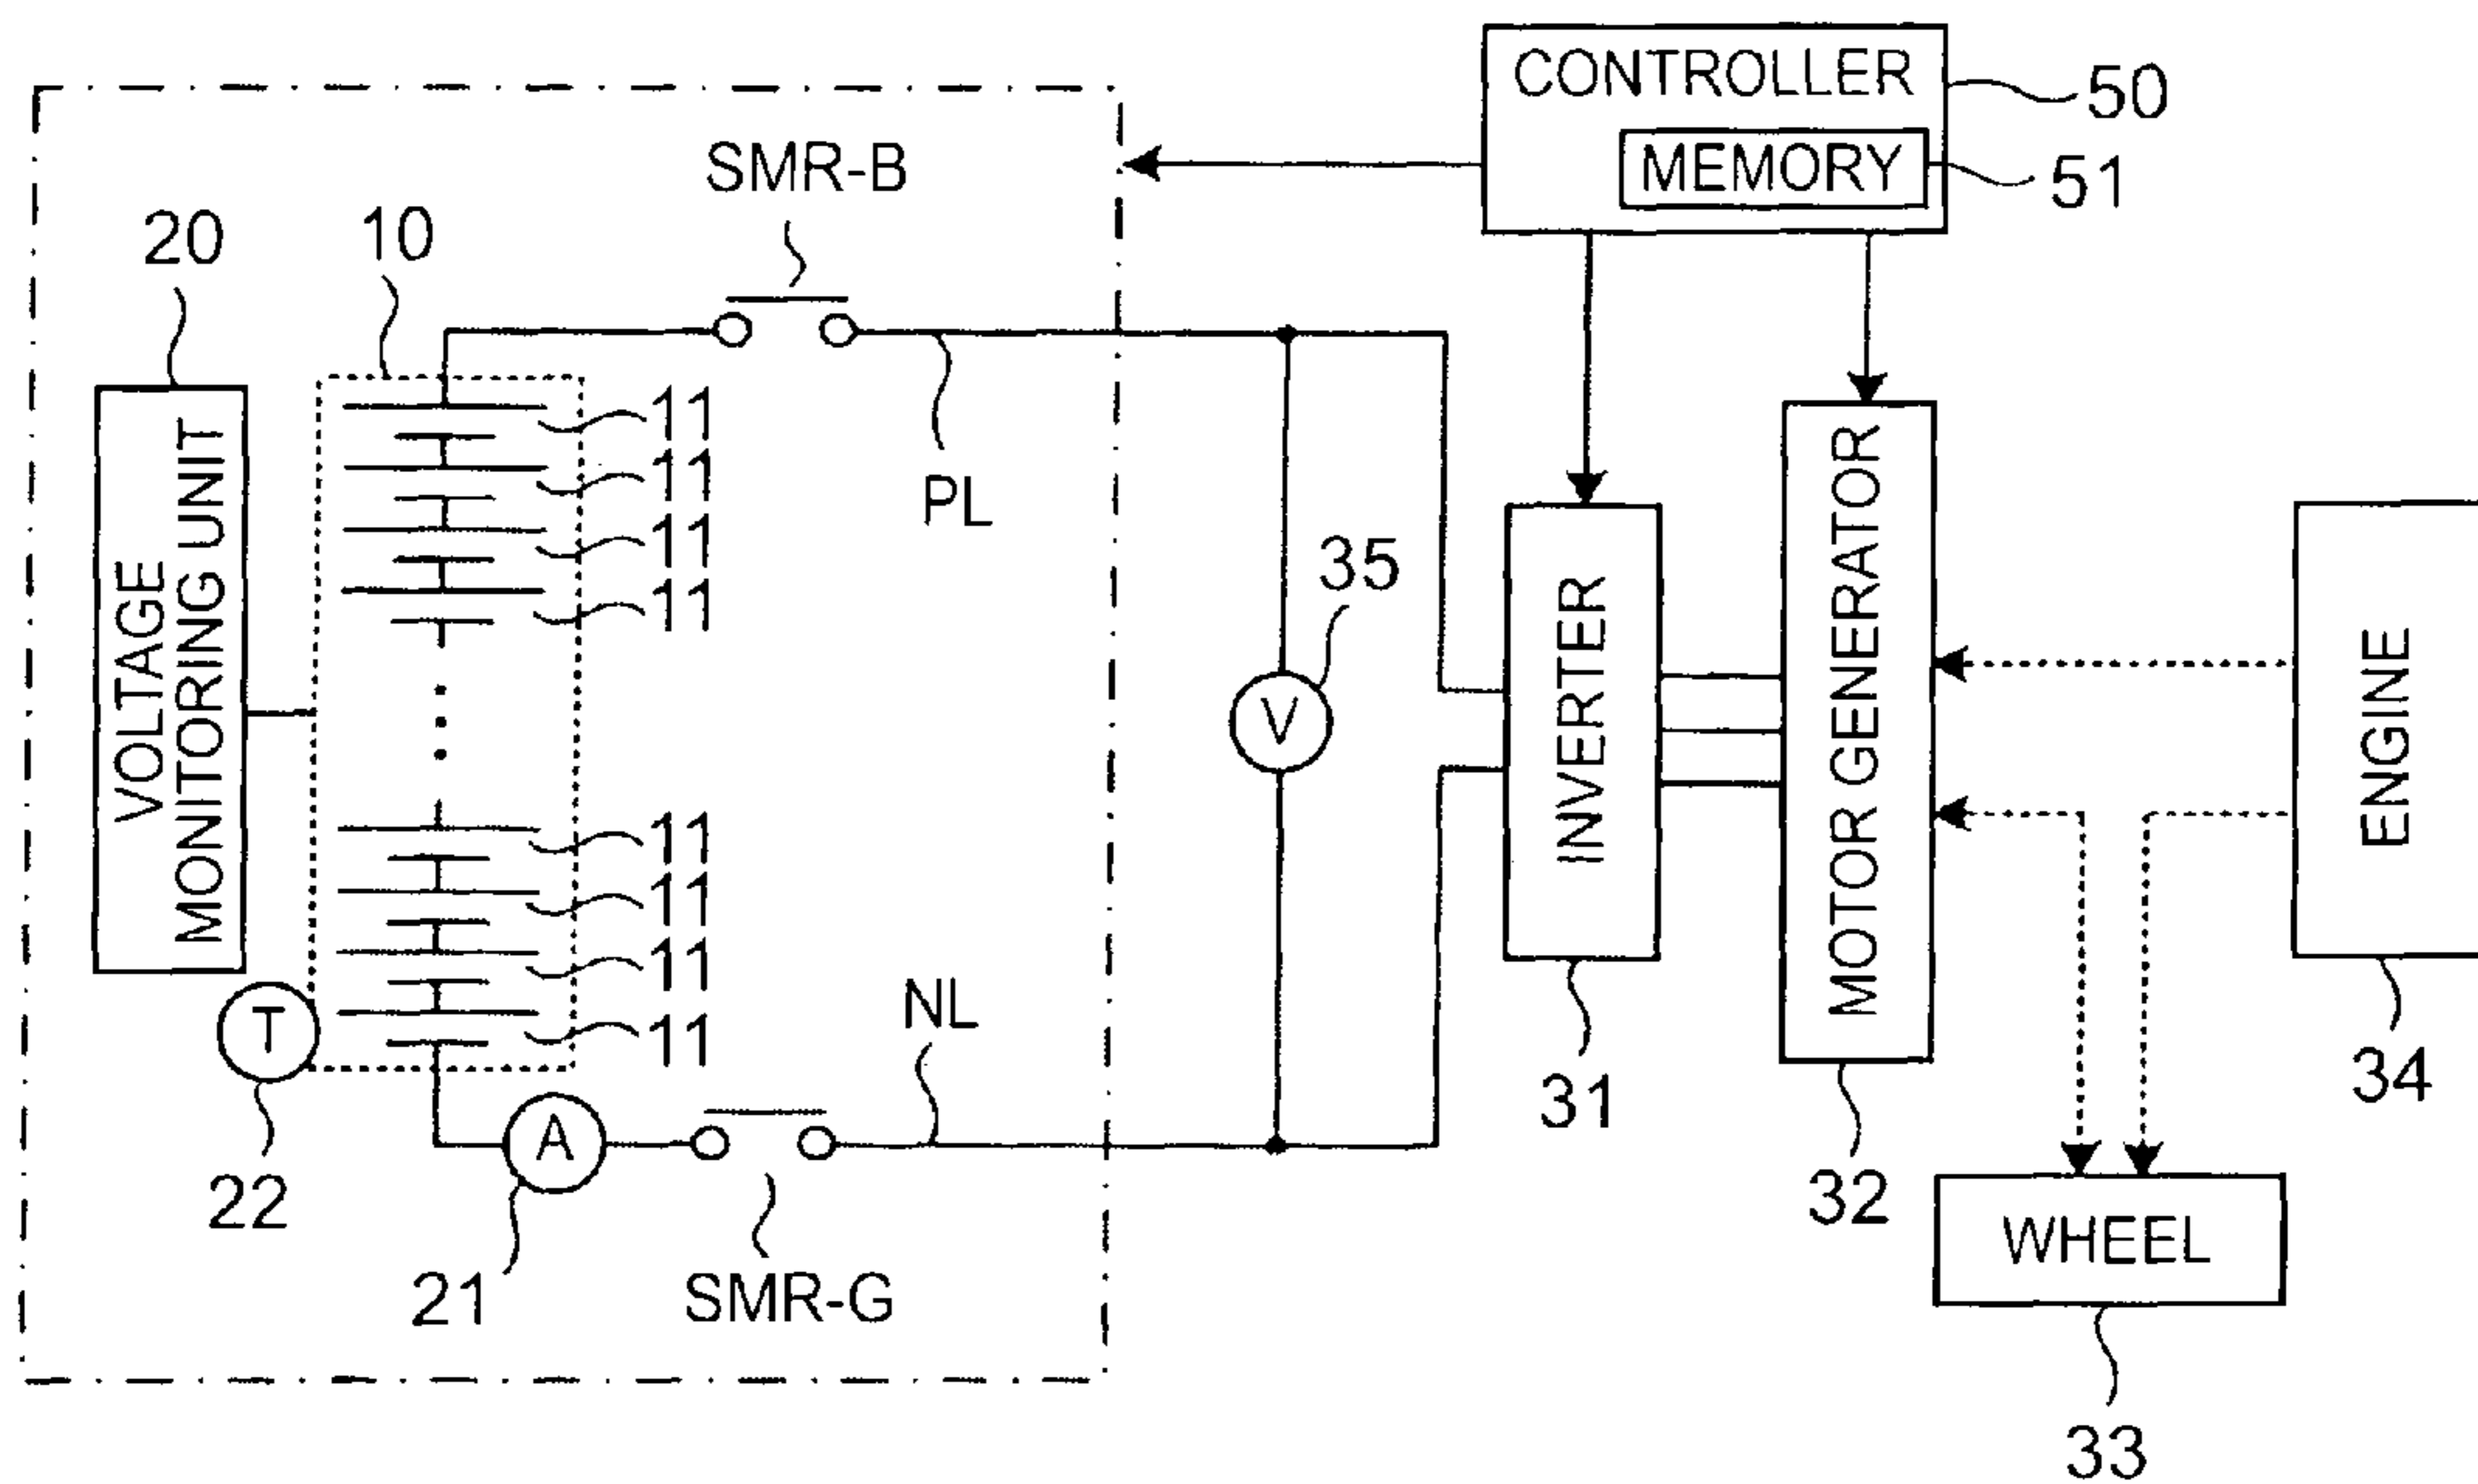 CONTROLLER
50
MEMORY
51
SMR-B
20
10
11
11
11
11
PL
35
VOLTAGE
MONITORING UNIT
V
INVERTER
MOTOR GENERATOR
ENGINE
11
11
11
11
NL
T
A
22
21
SMR-G
31
32
34
WHEEL
33